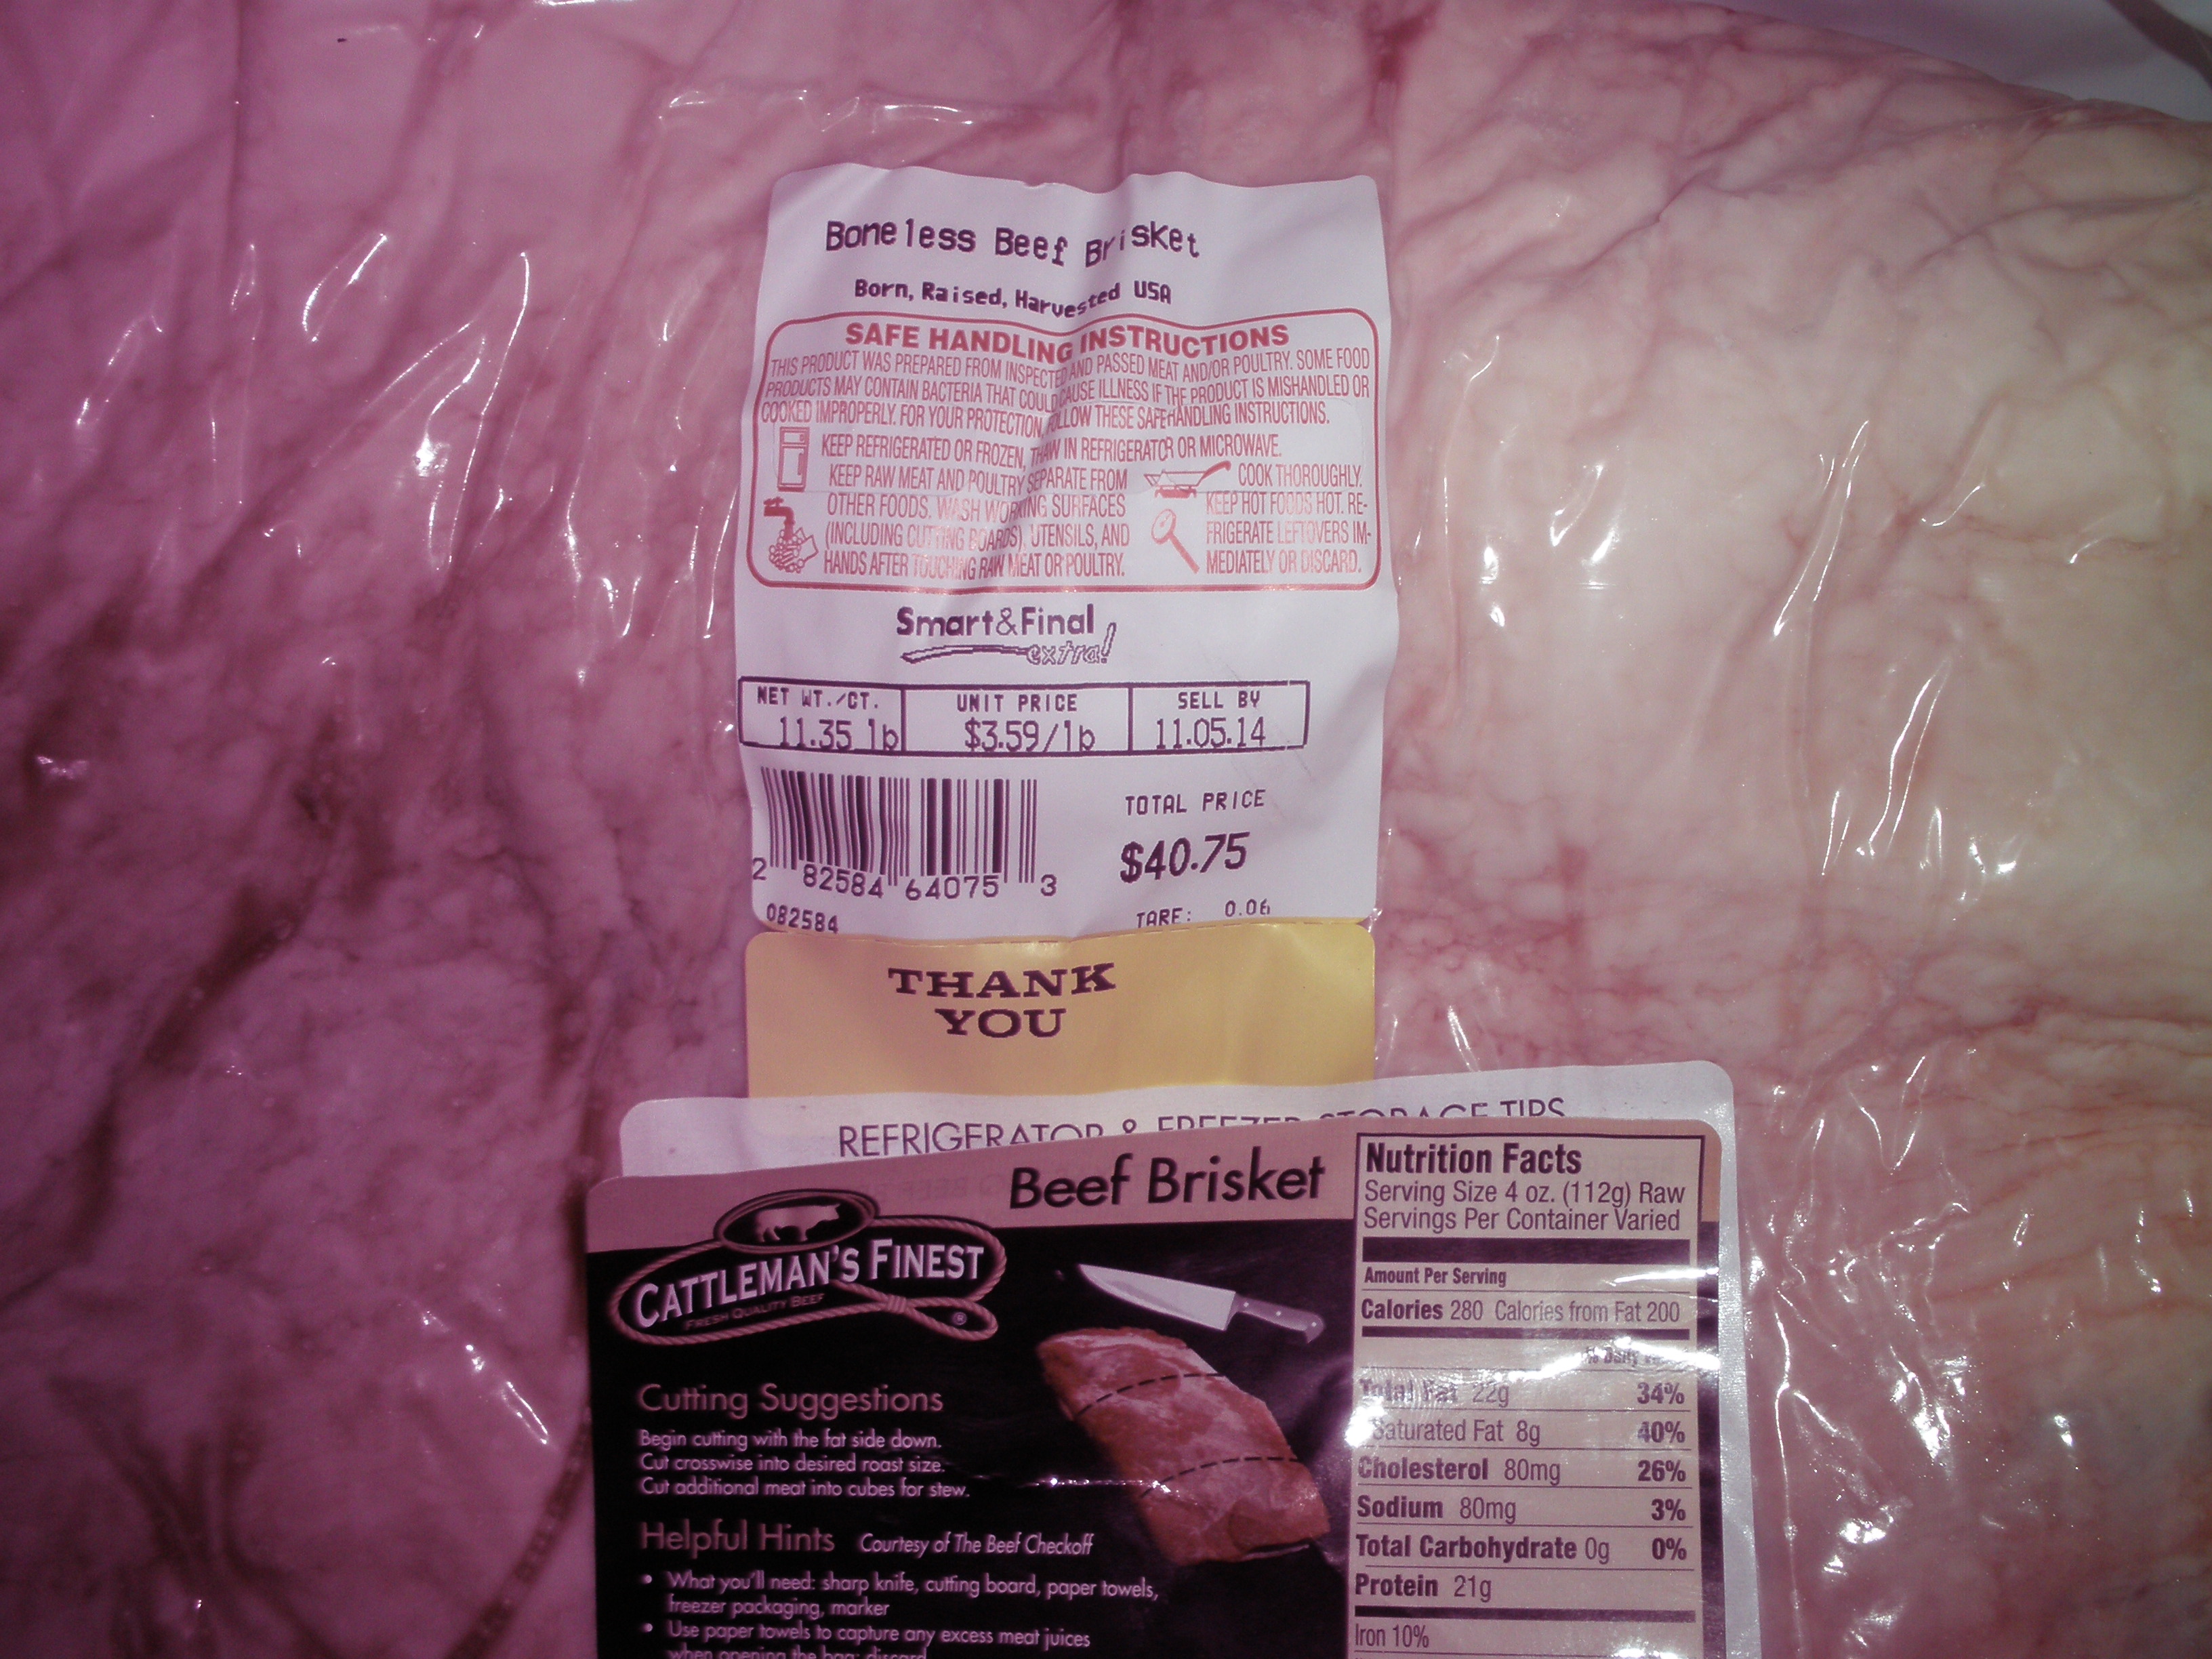 Boneless Beef Brisket
Born, Raised, Harvested USA
SAFE HANDLING INSTRUCTIONS
THIS PRODUCT WAS PREPARED FROM INSPECTED AND PASSED MEAT AND/OR POULTRY. SOME FOOD
PRODUCTS MAY CONTAIN BACTERIA THAT COULD CAUSE ILLNESS IF THE PRODUCT IS MISHANDLED OR
COOKED IMPROPERLY. FOR YOUR PROTECTION, FOLLOW THESE SAFE HANDLING INSTRUCTIONS.
KEEP REFRIGERATED OR FROZEN, THAW IN REFRIGERATOR OR MICROWAVE.
KEEP RAW MEAT AND POULTRY SEPARATE FROM
OTHER FOODS. WASH WORKING SURFACES
(INCLUDING CUTTING BOARDS), UTENSILS, AND
HANDS AFTER TOUCHING RAW MEAT OR POULTRY.
COOK THOROUGHLY.
KEEP HOT FOODS HOT. RE-
FRIGERATE LEFTOVERS IM-
MEDIATELY OR DISCARD.
Smart&Final
extra!
NET WT./CT. UNIT PRICE SELL BY
11.35 lb $3.59/lb 11.05.14
TOTAL PRICE
$40.75
2 82584 64075 3
082584 TARE: 0.06
THANK
YOU
REFRIGERATOR & FREEZER STORAGE TIPS
Beef Brisket
CATTLEMAN'S FINEST
FRESH QUALITY BEEF
®
Cutting Suggestions
Begin cutting with the fat side down.
Cut crosswise into desired roast size.
Cut additional meat into cubes for stew.
Helpful Hints Courtesy of The Beef Checkoff
• What you'll need: sharp knife, cutting board, paper towels,
freezer packaging, marker
• Use paper towels to capture any excess meat juices
when opening the bag; discard
Nutrition Facts
Serving Size 4 oz. (112g) Raw
Servings Per Container Varied
Amount Per Serving
Calories 280 Calories from Fat 200
% Daily
Total Fat 22g 34%
Saturated Fat 8g 40%
Cholesterol 80mg 26%
Sodium 80mg 3%
Total Carbohydrate 0g 0%
Protein 21g
Iron 10%